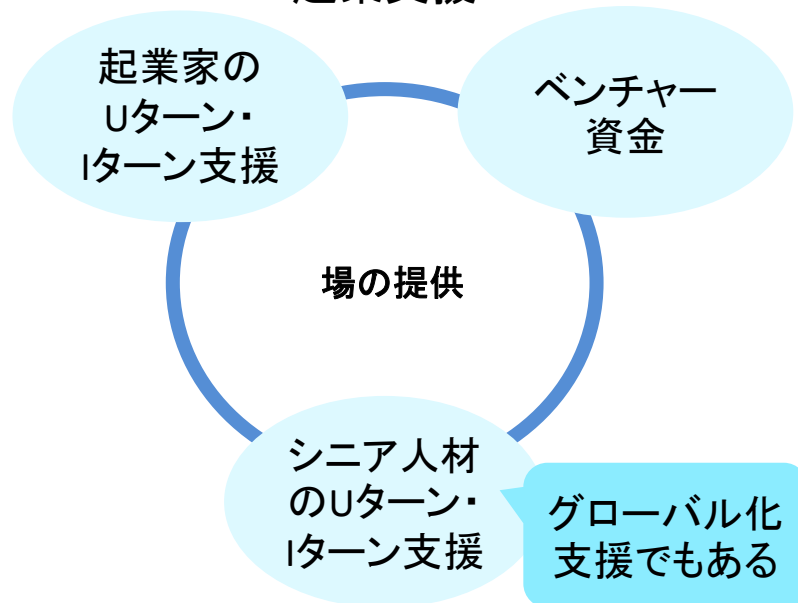 起業家の
Uターン・
Iターン支援
ベンチャー
資金
場の提供
シニア人材
のUターン・
Iターン支援
グローバル化
支援でもある